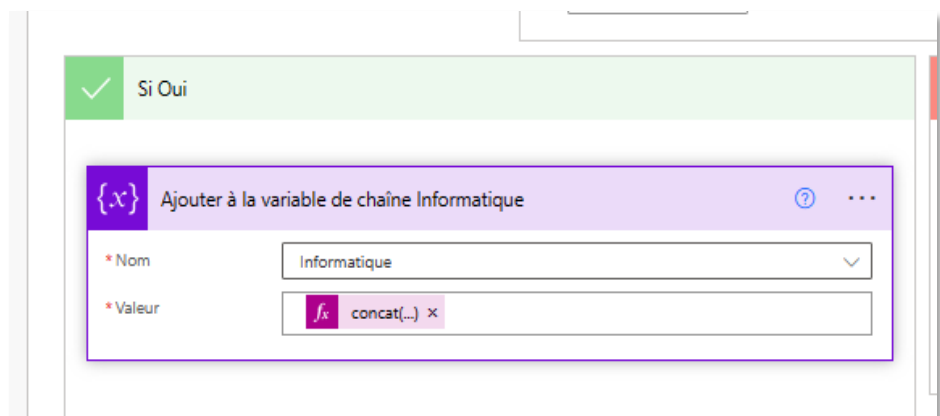 Si Oui
{x} Ajouter à la variable de chaîne Informatique ? ...
* Nom Informatique
* Valeur fx concat(...) ×